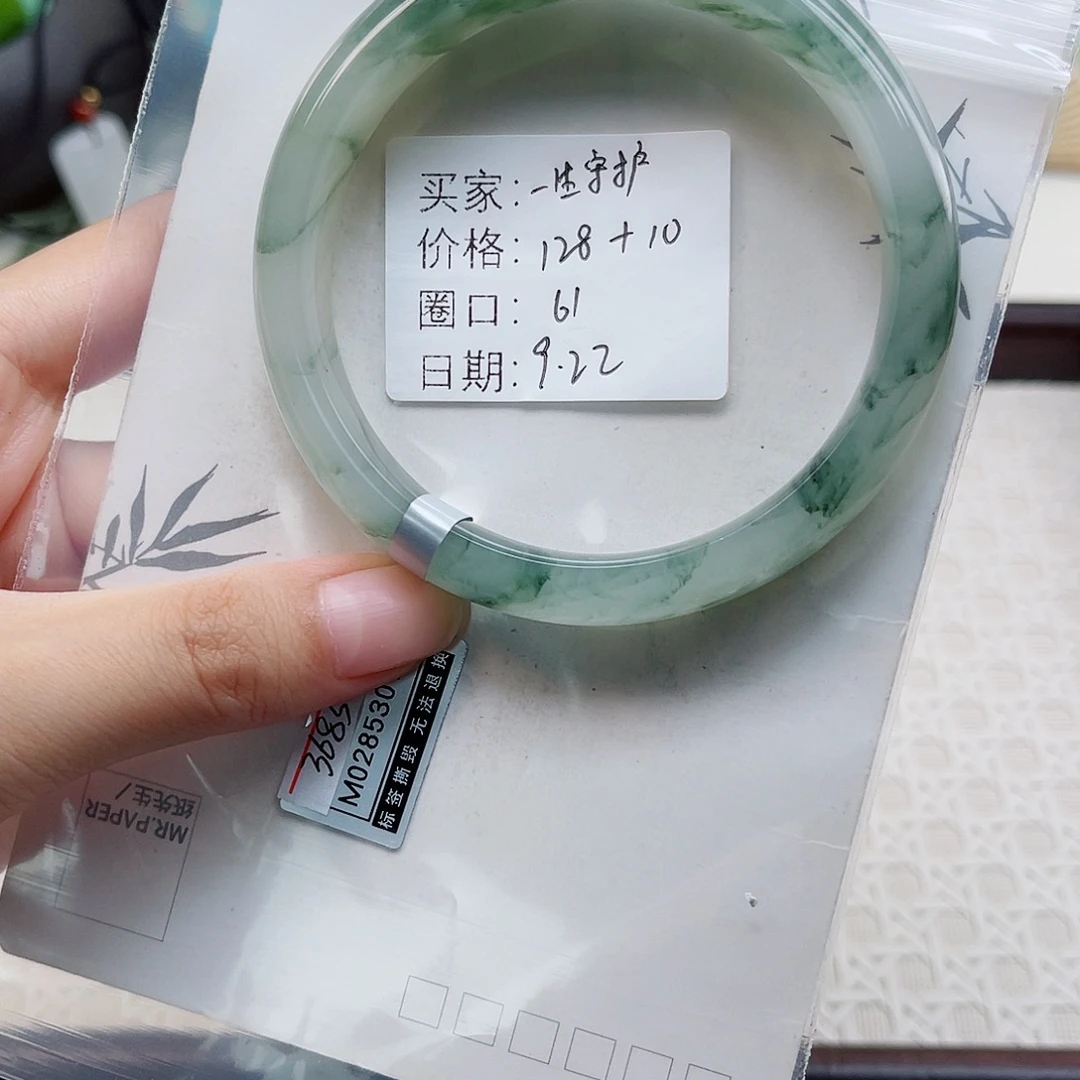 买家：一生守护
价格：128+10
圈口：61
日期：9.22
3685
M028530
标签撕毁 无法退换
纸先生/
MR.PAPER